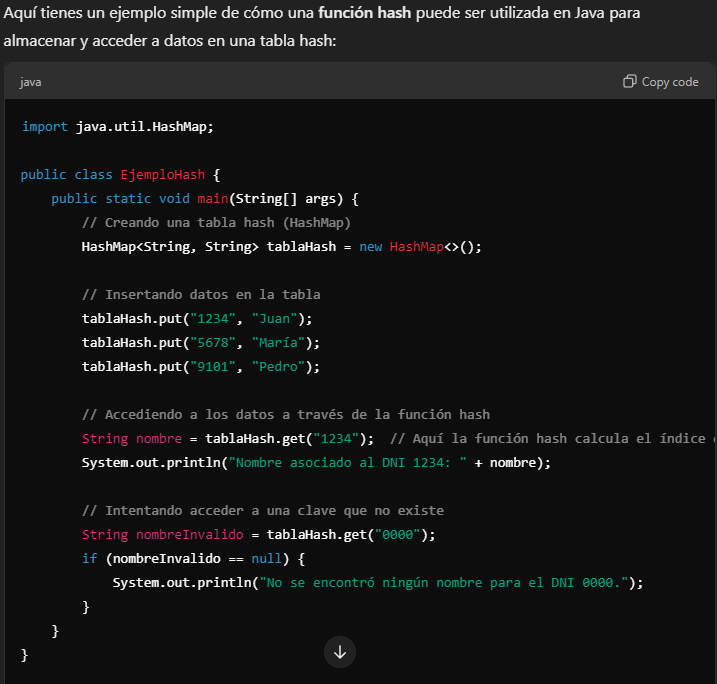 Aquí tienes un ejemplo simple de cómo una función hash puede ser utilizada en Java para
almacenar y acceder a datos en una tabla hash:
java
Copy code
import java.util.HashMap;
public class EjemploHash {
    public static void main(String[] args) {
        // Creando una tabla hash (HashMap)
        HashMap<String, String> tablaHash = new HashMap<>();
        // Insertando datos en la tabla
        tablaHash.put("1234", "Juan");
        tablaHash.put("5678", "María");
        tablaHash.put("9101", "Pedro");
        // Accediendo a los datos a través de la función hash
        String nombre = tablaHash.get("1234");  // Aquí la función hash calcula el índice
        System.out.println("Nombre asociado al DNI 1234: " + nombre);
        // Intentando acceder a una clave que no existe
        String nombreInvalido = tablaHash.get("0000");
        if (nombreInvalido == null) {
            System.out.println("No se encontró ningún nombre para el DNI 0000.");
        }
    }
}